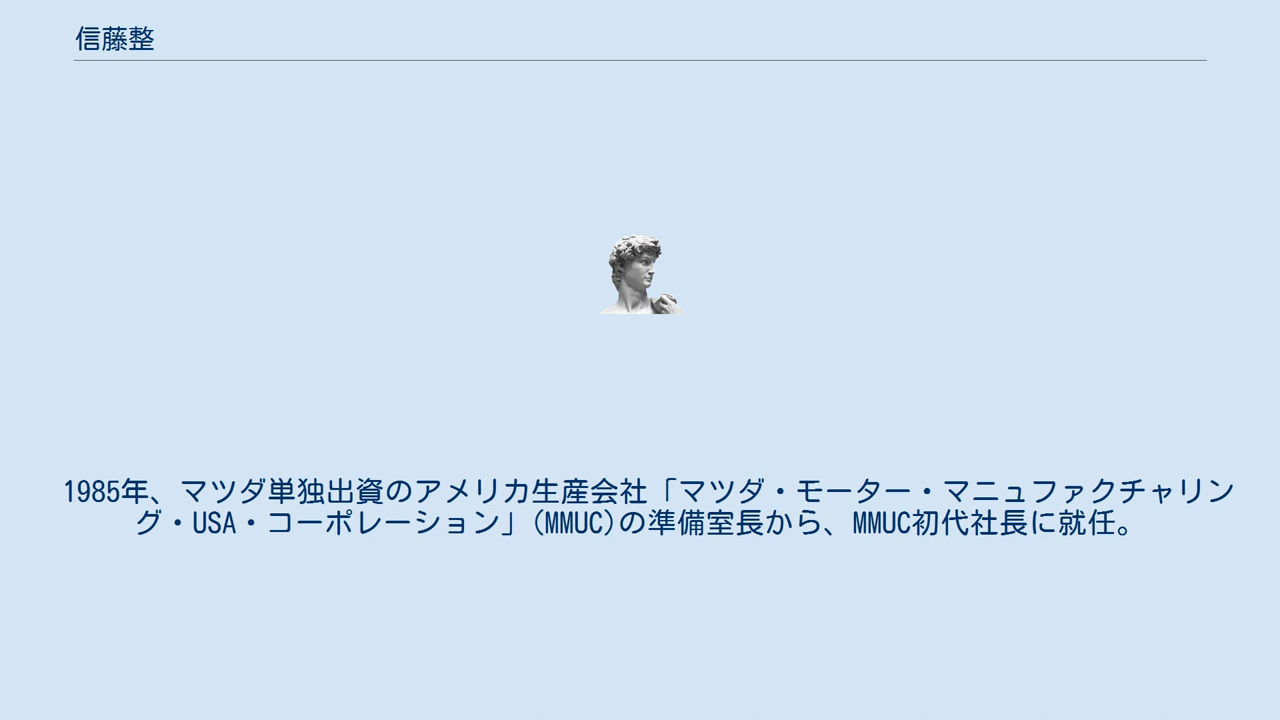 信藤整
1985年、マツダ単独出資のアメリカ生産会社「マツダ・モーター・マニュファクチャリン
グ・USA・コーポレーション」(MMUC)の準備室長から、MMUC初代社長に就任。